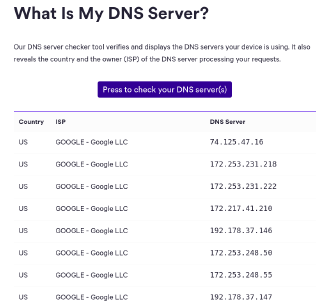 What Is My DNS Server?
Our DNS server checker tool verifies and displays the DNS servers your device is using. It also
reveals the country and the owner (ISP) of the DNS server processing your requests.
Press to check your DNS server(s)
Country ISP DNS Server
US GOOGLE - Google LLC 74.125.47.16
US GOOGLE - Google LLC 172.253.231.218
US GOOGLE - Google LLC 172.253.231.222
US GOOGLE - Google LLC 172.217.41.210
US GOOGLE - Google LLC 192.178.37.146
US GOOGLE - Google LLC 172.253.248.50
US GOOGLE - Google LLC 172.253.248.55
US GOOGLE - Google LLC 192.178.37.147